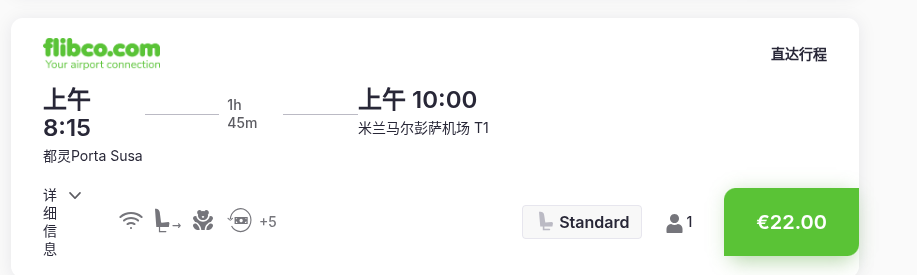 flibco.com
Your airport connection
直达行程
上午
8:15
1h
45m
上午 10:00
都灵Porta Susa
米兰马尔彭萨机场 T1
详
细
信
息
+5
Standard
1
€22.00